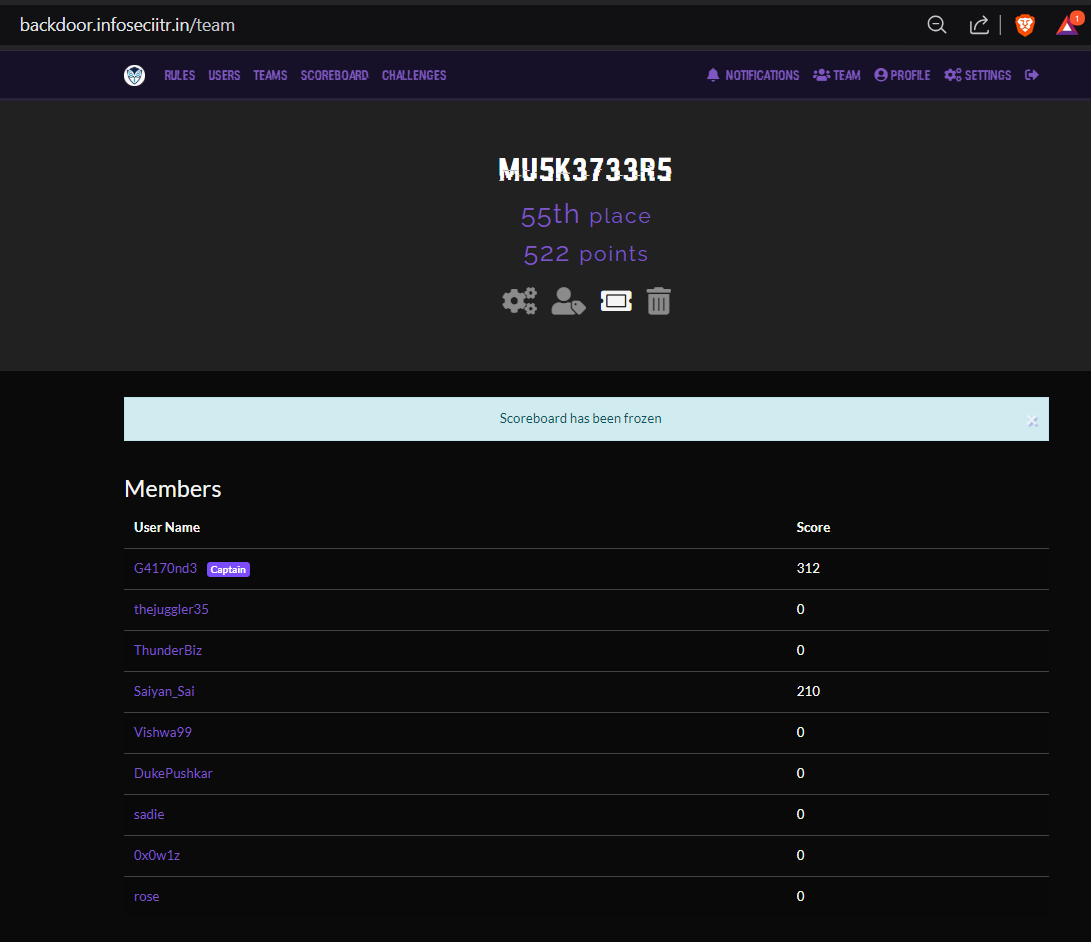 backdoor.infoseciitr.in/team
1
RULES USERS TEAMS SCOREBOARD CHALLENGES NOTIFICATIONS TEAM PROFILE SETTINGS
MU5K3733R5
55th place
522 points
Scoreboard has been frozen ×
Members
User Name Score
G4170nd3 Captain 312
thejuggler35 0
ThunderBiz 0
Saiyan_Sai 210
Vishwa99 0
DukePushkar 0
sadie 0
0x0w1z 0
rose 0